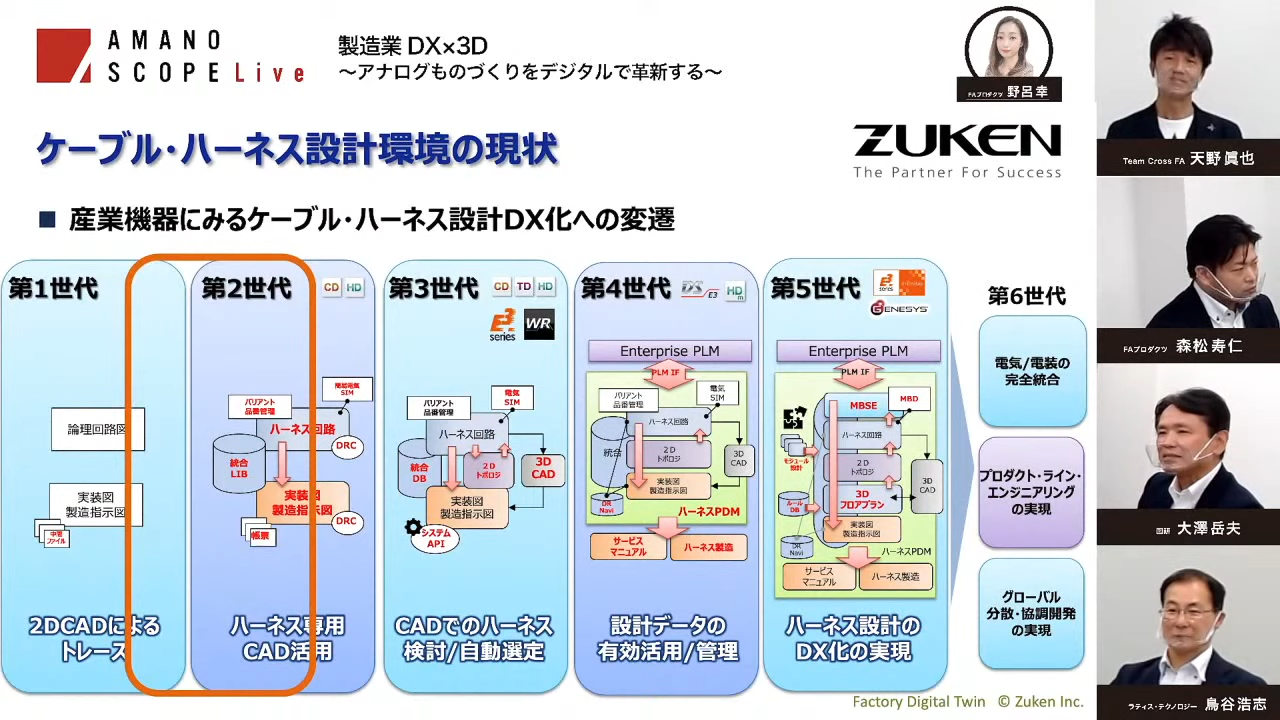 AMANO
SCOPE Live
製造業 DX×3D
～アナログものづくりをデジタルで革新する～
FAプロダクツ 野呂幸
ケーブル・ハーネス設計環境の現状
ZUKEN
The Partner For Success
■ 産業機器にみるケーブル・ハーネス設計DX化への変遷
第1世代
論理回路図
実装図
製造指示図
中間
ファイル
2DCADによる
トレース
第2世代
CD HD
簡易電気
SIM
バリアント
品番管理
ハーネス回路
DRC
統合
LIB
実装図
製造指示図
DRC
帳票
ハーネス専用
CAD活用
第3世代
CD TD HD
E3
series
WR
電気
SIM
バリアント
品番管理
ハーネス回路
統合
DB
2D
トポロジ
3D
CAD
実装図
製造指示図
システム
API
CADでのハーネス
検討/自動選定
第4世代
DS E3
HD
m
Enterprise PLM
PLM IF
電気
SIM
バリアント
品番管理
ハーネス回路
統合
2D
トポロジ
3D
CAD
実装図
製造指示図
DR
Navi
ハーネスPDM
サービス
マニュアル
ハーネス製造
設計データの
有効活用/管理
第5世代
E3
series
GENESYS
Enterprise PLM
PLM IF
MBSE
MBD
ハーネス回路
モジュール
設計
2D
トポロジ
3D
CAD
ルール
DB
3D
フロアプラン
実装図
製造指示図
DR
Navi
ハーネスPDM
サービス
マニュアル
ハーネス製造
ハーネス設計の
DX化の実現
第6世代
電気/電装の
完全統合
プロダクト・ライン・
エンジニアリング
の実現
グローバル
分散・協調開発
の実現
Factory Digital Twin © Zuken Inc.
Team Cross FA 天野眞也
FAプロダクツ 森松寿仁
図研 大澤岳夫
ラティス・テクノロジー 鳥谷浩志